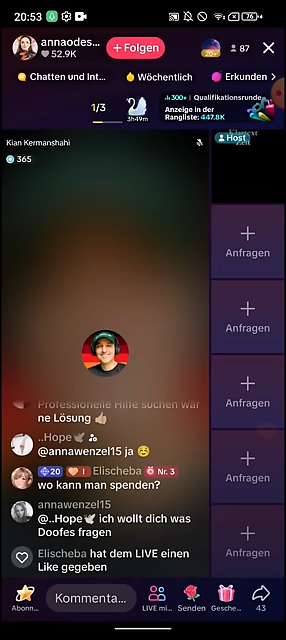 20:53
76
annaodes...
52.9K
+ Folgen
20+
87
Chatten und Int...
Wöchentlich
Erkunden
1/3
3h49m
300+ Qualifikationsrunde
Anzeige in der
Rangliste: 447.8K
Kian Kermanshahi
365
Host
Zeit
Anfragen
Anfragen
Anfragen
Anfragen
Anfragen
Professionelle Hilfe suchen wär
ne Lösung 👍🏼
..Hope🕊
@annawenzel15 ja ☺️
20 I Elischeba Nr. 3
wo kann man spenden?
annawenzel15
@..Hope🕊 ich wollt dich was
Doofes fragen
Elischeba hat dem LIVE einen
Like gegeben
Abonn...
Kommenta...
LIVE mi...
Senden
Gesche...
43